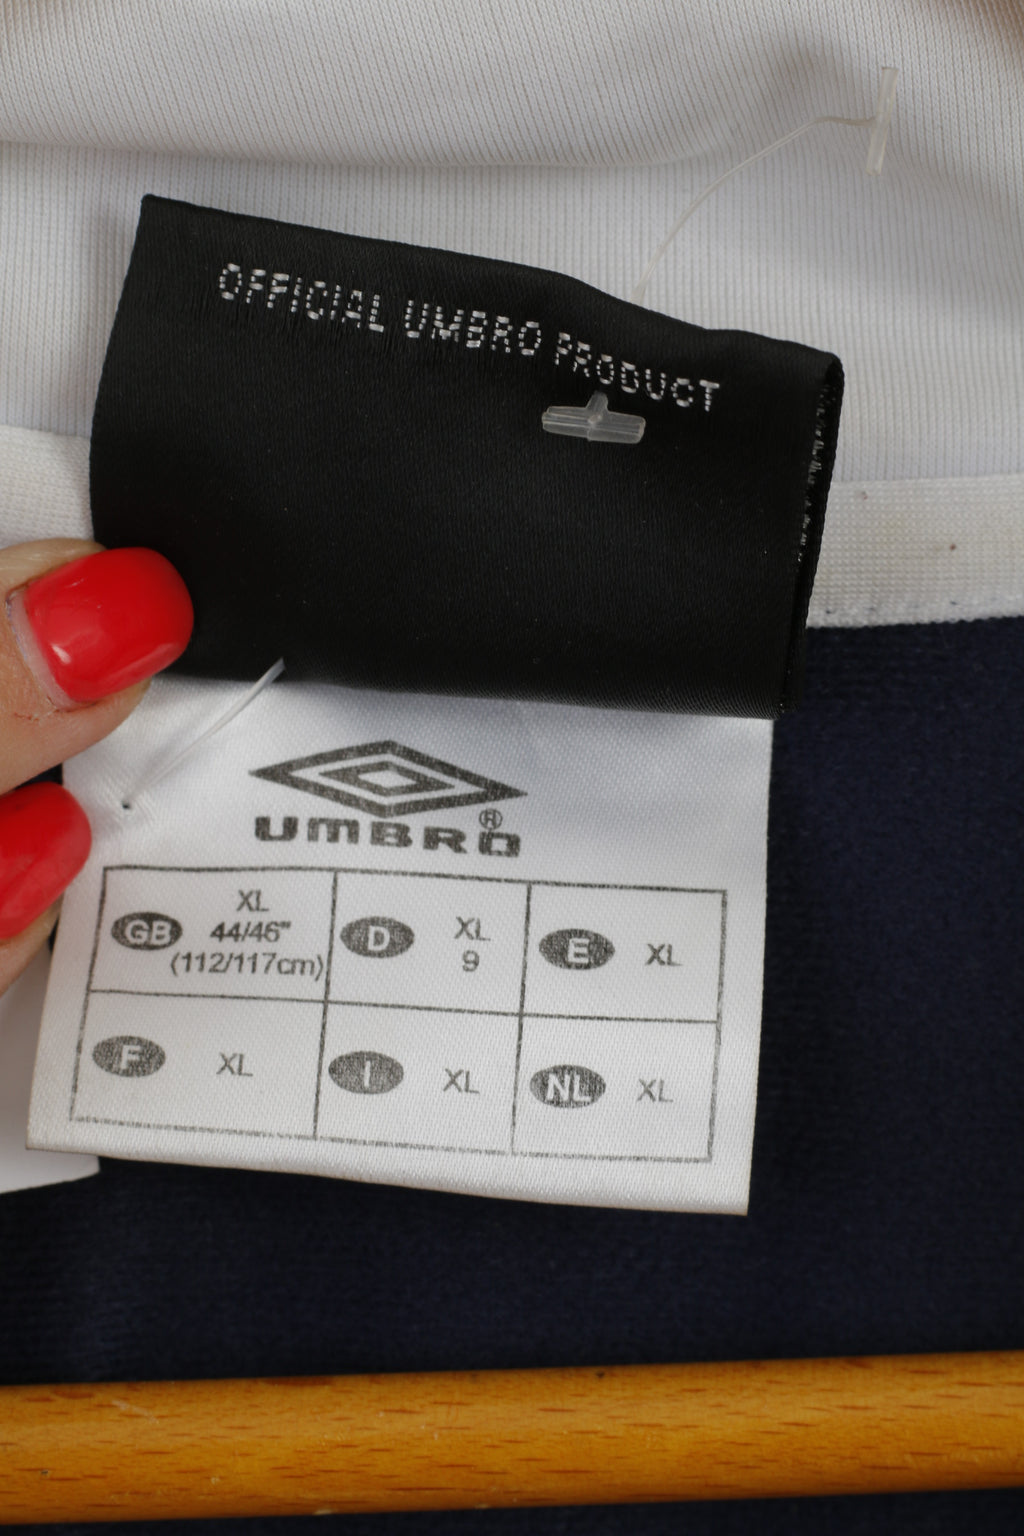 OFFICIAL UMBRO PRODUCT
UMBRO®
GB XL 44/46" (112/117cm)
D XL 9
E XL
F XL
I XL
NL XL